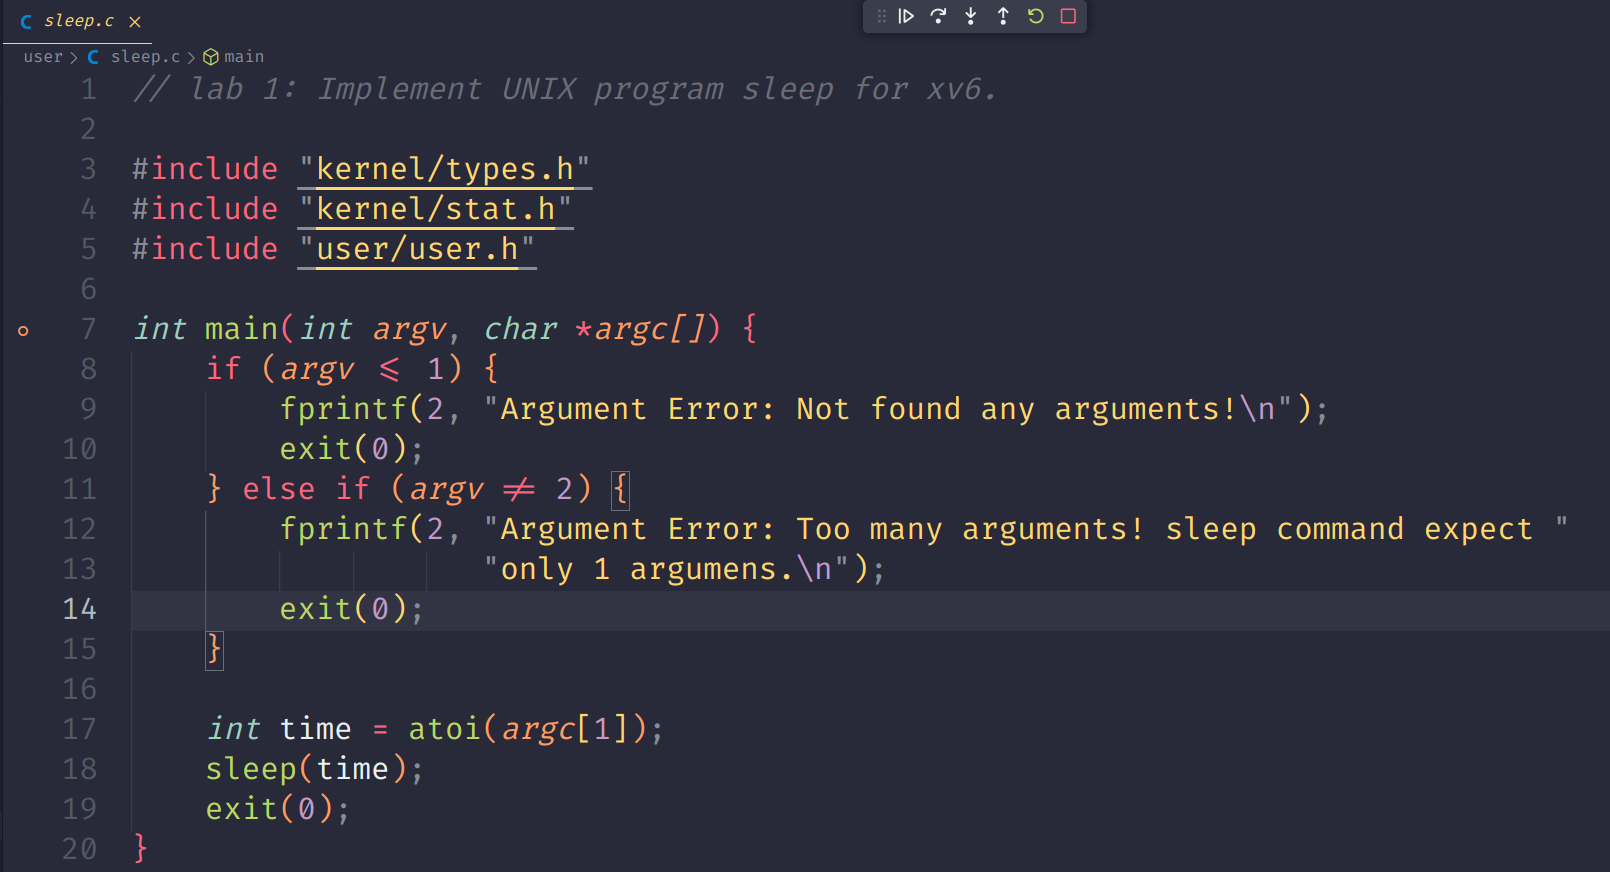 C sleep.c ×
user > C sleep.c > main
1 // lab 1: Implement UNIX program sleep for xv6.
2
3 #include "kernel/types.h"
4 #include "kernel/stat.h"
5 #include "user/user.h"
6
7 int main(int argv, char *argc[]) {
8     if (argv <= 1) {
9         fprintf(2, "Argument Error: Not found any arguments!\n");
10         exit(0);
11     } else if (argv != 2) {
12         fprintf(2, "Argument Error: Too many arguments! sleep command expect "
13                    "only 1 argumens.\n");
14         exit(0);
15     }
16
17     int time = atoi(argc[1]);
18     sleep(time);
19     exit(0);
20 }